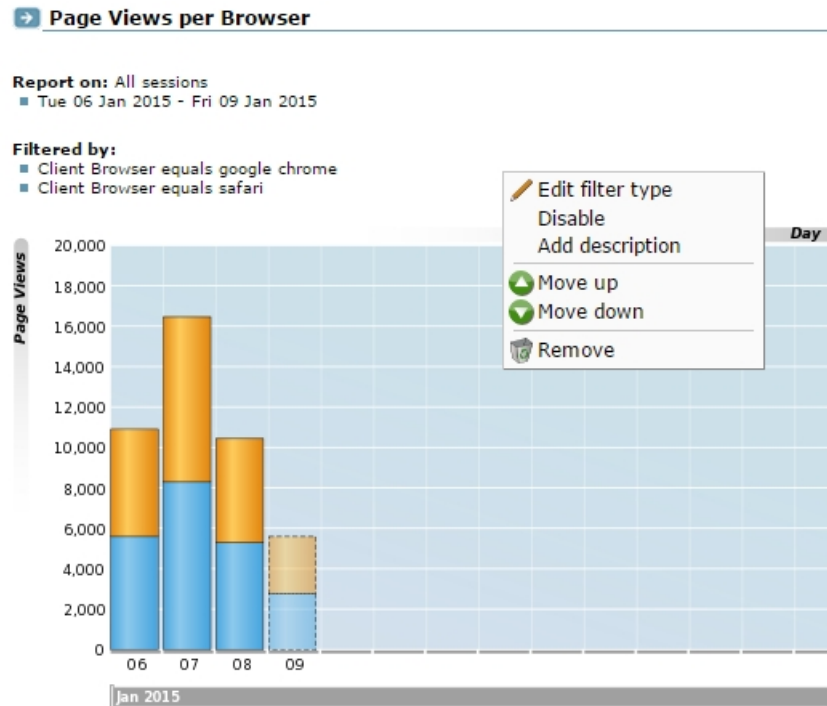 Page Views per Browser
Report on: All sessions
Tue 06 Jan 2015 - Fri 09 Jan 2015
Filtered by:
Client Browser equals google chrome
Client Browser equals safari
Edit filter type
Disable
Add description
Move up
Move down
Remove
Day
Page Views
20,000
18,000
16,000
14,000
12,000
10,000
8,000
6,000
4,000
2,000
0
06 07 08 09
Jan 2015